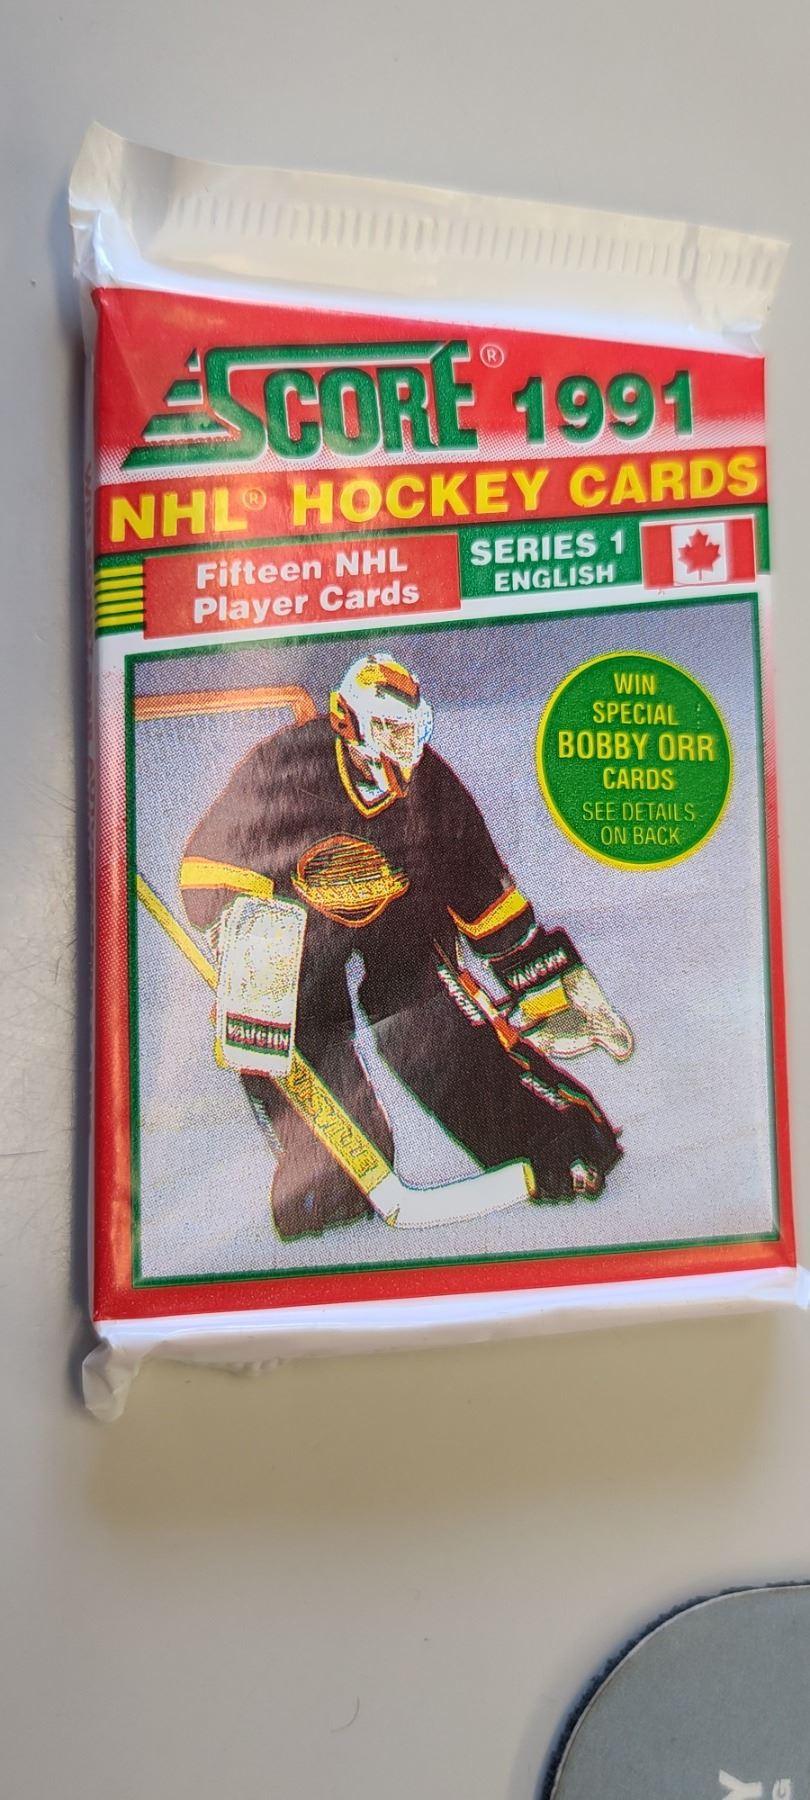 SCORE® 1991
NHL® HOCKEY CARDS
Fifteen NHL
Player Cards
SERIES 1
ENGLISH
WIN
SPECIAL
BOBBY ORR
CARDS
SEE DETAILS
ON BACK
VAUGHN
VAUGHN
VAUGHN